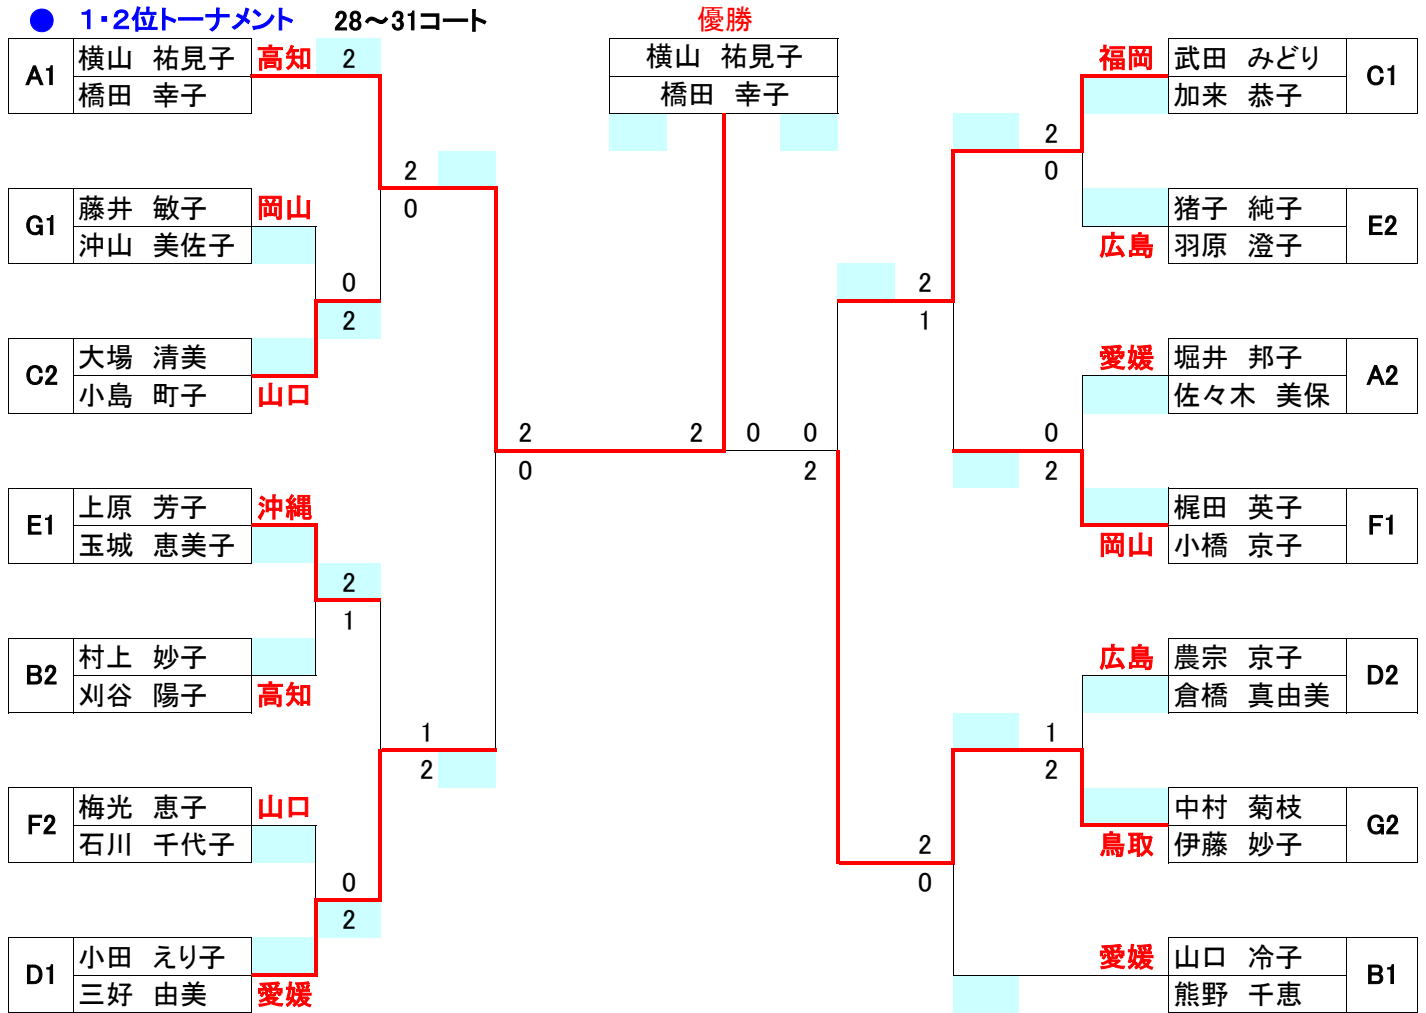 ● 1・2位トーナメント 28～31コート 優勝
A1 横山 祐見子 高知 2
橋田 幸子
横山 祐見子
橋田 幸子
福岡 武田 みどり C1
加来 恭子
2
0
2
0
G1 藤井 敏子 岡山
沖山 美佐子
猪子 純子 E2
広島 羽原 澄子
0
2
2
1
C2 大場 清美
小島 町子 山口
愛媛 堀井 邦子 A2
佐々木 美保
2 2 0 0 0
0 2 2
E1 上原 芳子 沖縄
玉城 恵美子
梶田 英子 F1
岡山 小橋 京子
2
1
B2 村上 妙子
刈谷 陽子 高知
広島 農宗 京子 D2
倉橋 真由美
1 1
2 2
F2 梅光 恵子 山口
石川 千代子
中村 菊枝 G2
鳥取 伊藤 妙子
0 2
2 0
D1 小田 えり子
三好 由美 愛媛
愛媛 山口 冷子 B1
熊野 千恵